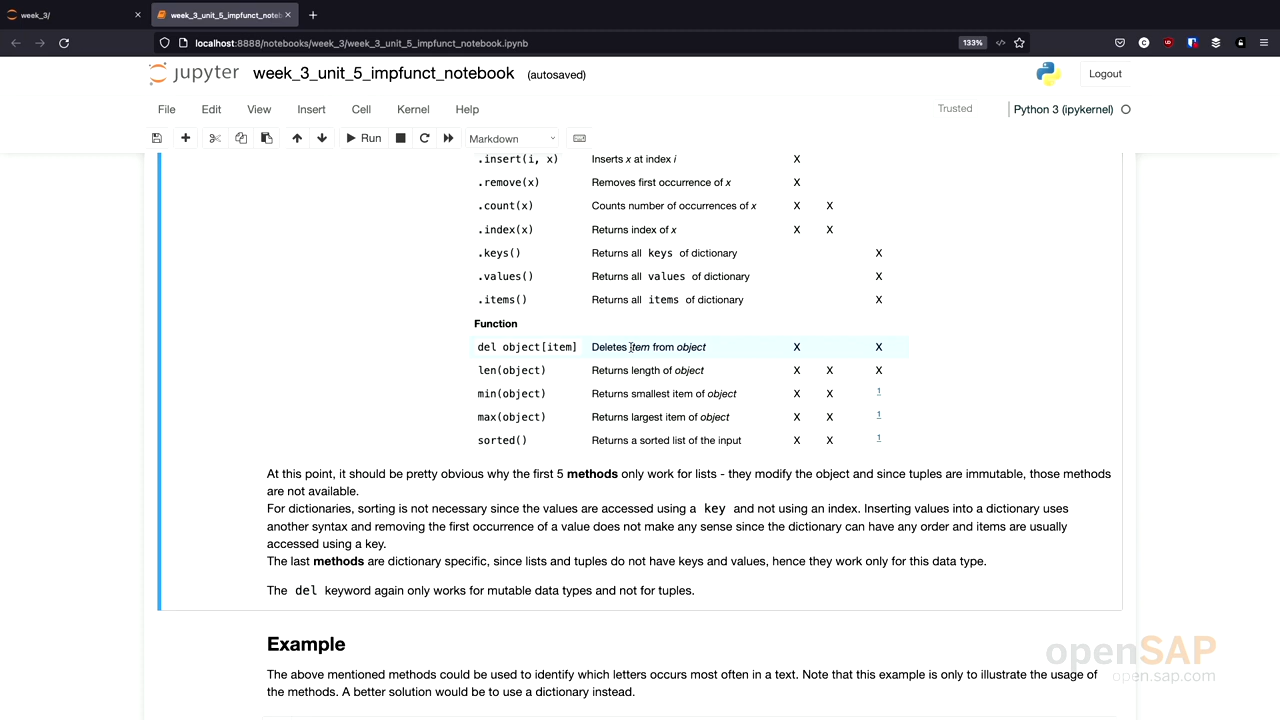 week_3/
week_3_unit_5_impfunct_noteb
localhost:8888/notebooks/week_3/week_3_unit_5_impfunct_notebook.ipynb
133%
jupyter week_3_unit_5_impfunct_notebook (autosaved)
Logout
File Edit View Insert Cell Kernel Help
Trusted
Python 3 (ipykernel)
Run
Markdown
.insert(i, x) Inserts x at index i X
.remove(x) Removes first occurrence of x X
.count(x) Counts number of occurrences of x X X
.index(x) Returns index of x X X
.keys() Returns all keys of dictionary X
.values() Returns all values of dictionary X
.items() Returns all items of dictionary X
Function
del object[item] Deletes item from object X X
len(object) Returns length of object X X X
min(object) Returns smallest item of object X X 1
max(object) Returns largest item of object X X 1
sorted() Returns a sorted list of the input X X 1
At this point, it should be pretty obvious why the first 5 methods only work for lists - they modify the object and since tuples are immutable, those methods
are not available.
For dictionaries, sorting is not necessary since the values are accessed using a key and not using an index. Inserting values into a dictionary uses
another syntax and removing the first occurrence of a value does not make any sense since the dictionary can have any order and items are usually
accessed using a key.
The last methods are dictionary specific, since lists and tuples do not have keys and values, hence they work only for this data type.
The del keyword again only works for mutable data types and not for tuples.
Example
The above mentioned methods could be used to identify which letters occurs most often in a text. Note that this example is only to illustrate the usage of
the methods. A better solution would be to use a dictionary instead.
openSAP
open.sap.com